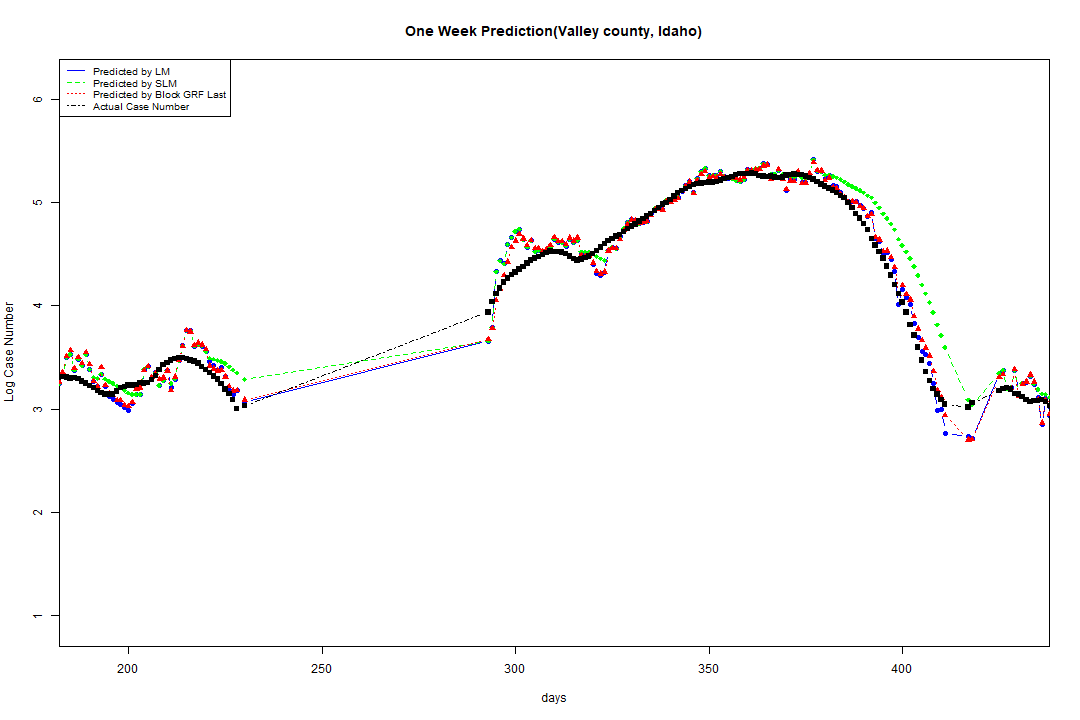 One Week Prediction(Valley county, Idaho)
Predicted by LM
Predicted by SLM
Predicted by Block GRF Last
Actual Case Number
Log Case Number
6
5
4
3
2
1
200
250
300
350
400
days